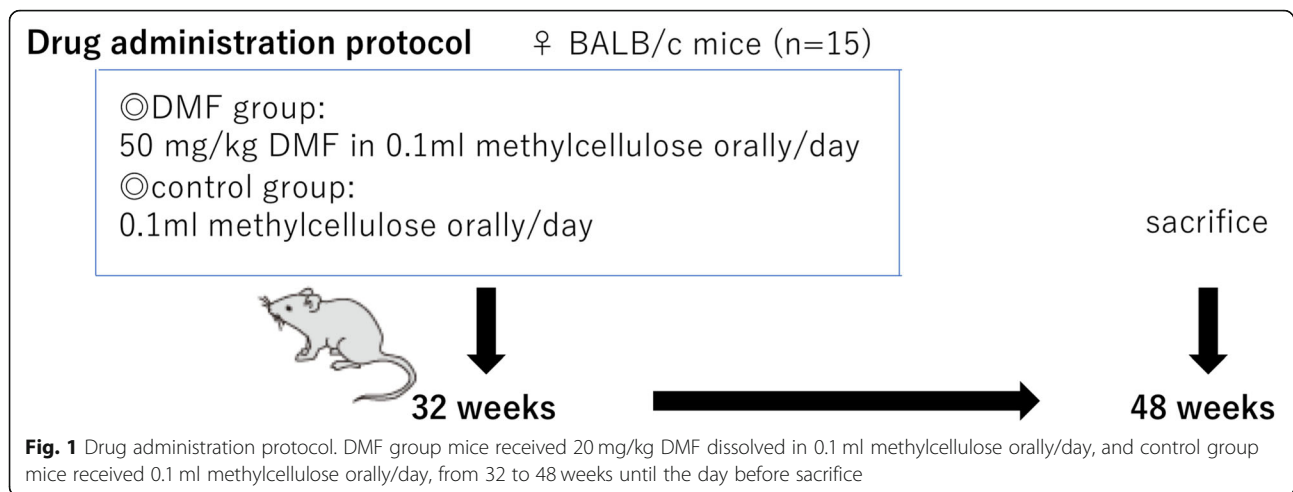 Drug administration protocol ♀ BALB/c mice (n=15)
◎DMF group:
50 mg/kg DMF in 0.1ml methylcellulose orally/day
◎control group:
0.1ml methylcellulose orally/day
sacrifice
32 weeks 48 weeks
Fig. 1 Drug administration protocol. DMF group mice received 20 mg/kg DMF dissolved in 0.1 ml methylcellulose orally/day, and control group
mice received 0.1 ml methylcellulose orally/day, from 32 to 48 weeks until the day before sacrifice